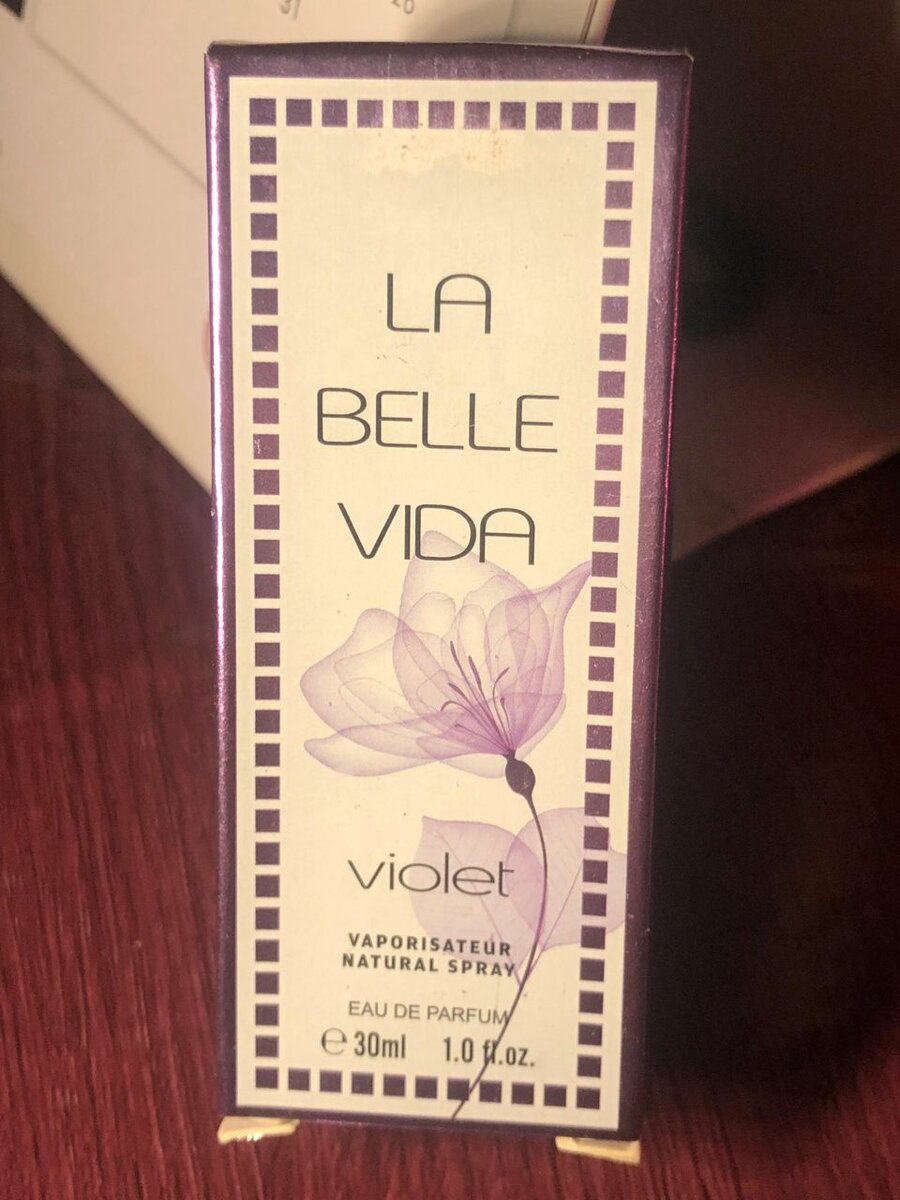 LA
BELLE
VIDA
violet
VAPORISATEUR
NATURAL SPRAY
EAU DE PARFUM
℮ 30ml 1.0 fl.oz.